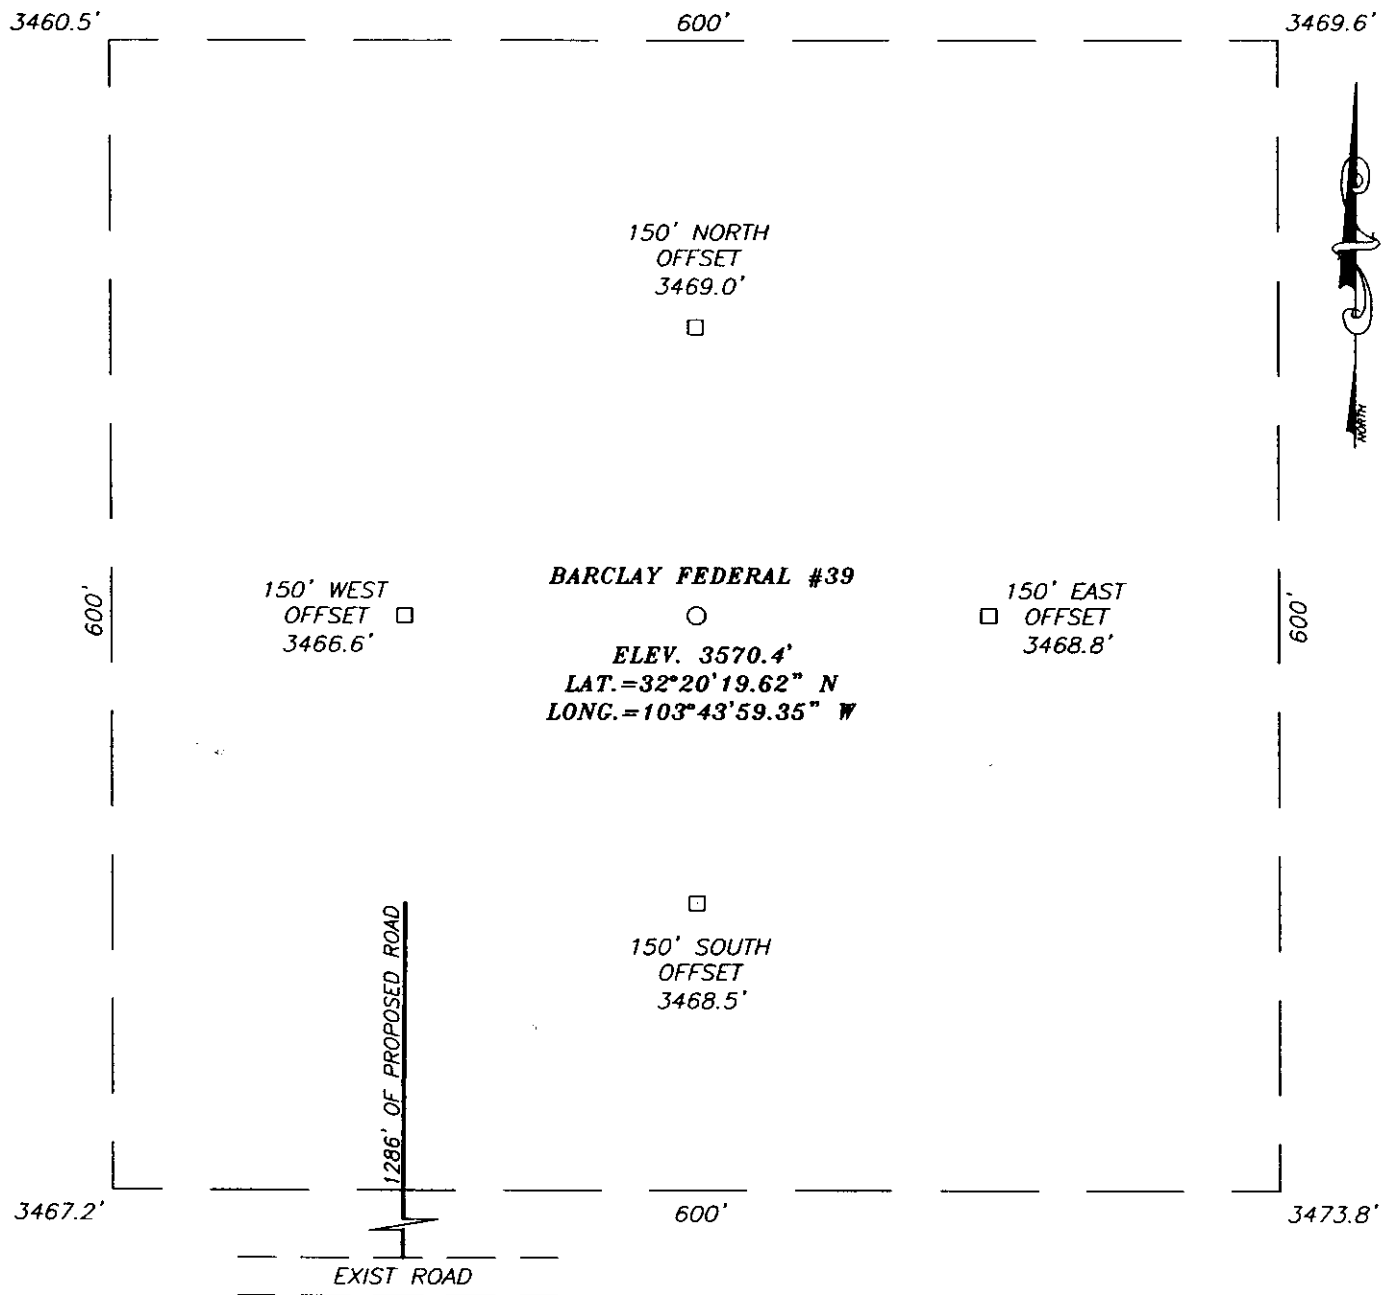 3460.5'
600'
3469.6'
150' NORTH
OFFSET
3469.0'
NORTH
600'
150' WEST
OFFSET
3466.6'
BARCLAY FEDERAL #39
ELEV. 3570.4'
LAT.=32°20'19.62" N
LONG.=103°43'59.35" W
150' EAST
OFFSET
3468.8'
600'
150' SOUTH
OFFSET
3468.5'
1286' OF PROPOSED ROAD
3467.2'
600'
3473.8'
EXIST ROAD